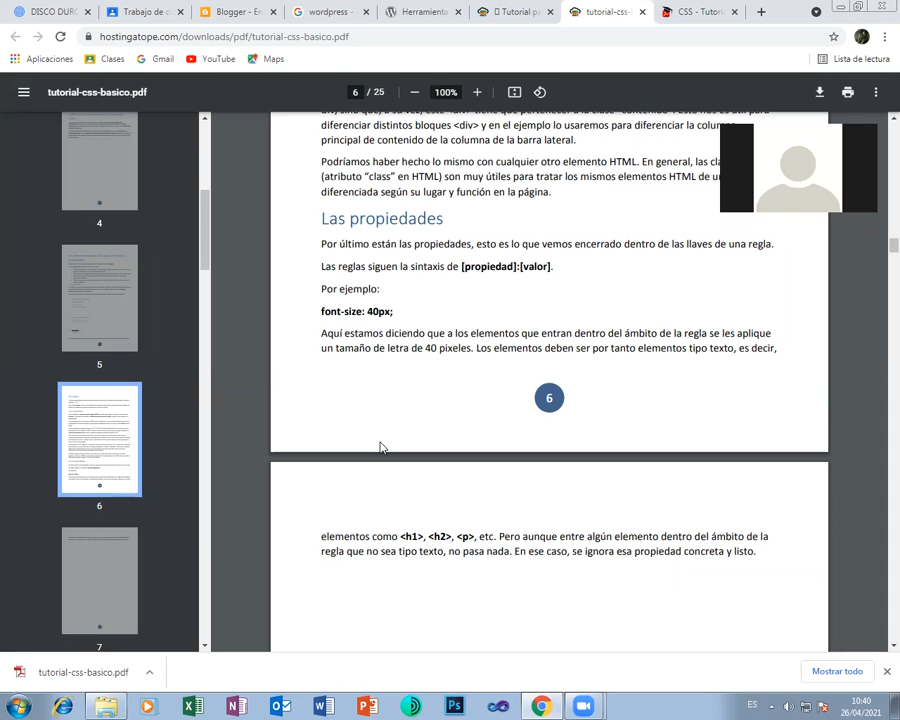 DISCO DURO
Trabajo de c
Blogger - En
wordpress -
Herramienta
Tutorial p
tutorial-css-
CSS - Tutori
hostingatope.com/downloads/pdf/tutorial-css-basico.pdf
Aplicaciones
Clases
Gmail
YouTube
Maps
Lista de lectura
tutorial-css-basico.pdf
6 / 25
100%
diferenciar distintos bloques <div> y en el ejemplo lo usaremos para diferenciar la column
principal de contenido de la columna de la barra lateral.
Podríamos haber hecho lo mismo con cualquier otro elemento HTML. En general, las cla
(atributo “class” en HTML) son muy útiles para tratar los mismos elementos HTML de un
diferenciada según su lugar y función en la página.
Las propiedades
Por último están las propiedades, esto es lo que vemos encerrado dentro de las llaves de una regla.
Las reglas siguen la sintaxis de [propiedad]:[valor].
Por ejemplo:
font-size: 40px;
Aquí estamos diciendo que a los elementos que entran dentro del ámbito de la regla se les aplique
un tamaño de letra de 40 pixeles. Los elementos deben ser por tanto elementos tipo texto, es decir,
6
elementos como <h1>, <h2>, <p>, etc. Pero aunque entre algún elemento dentro del ámbito de la
regla que no sea tipo texto, no pasa nada. En ese caso, se ignora esa propiedad concreta y listo.
4
5
6
7
tutorial-css-basico.pdf
Mostrar todo
ES
10:40
26/04/2021